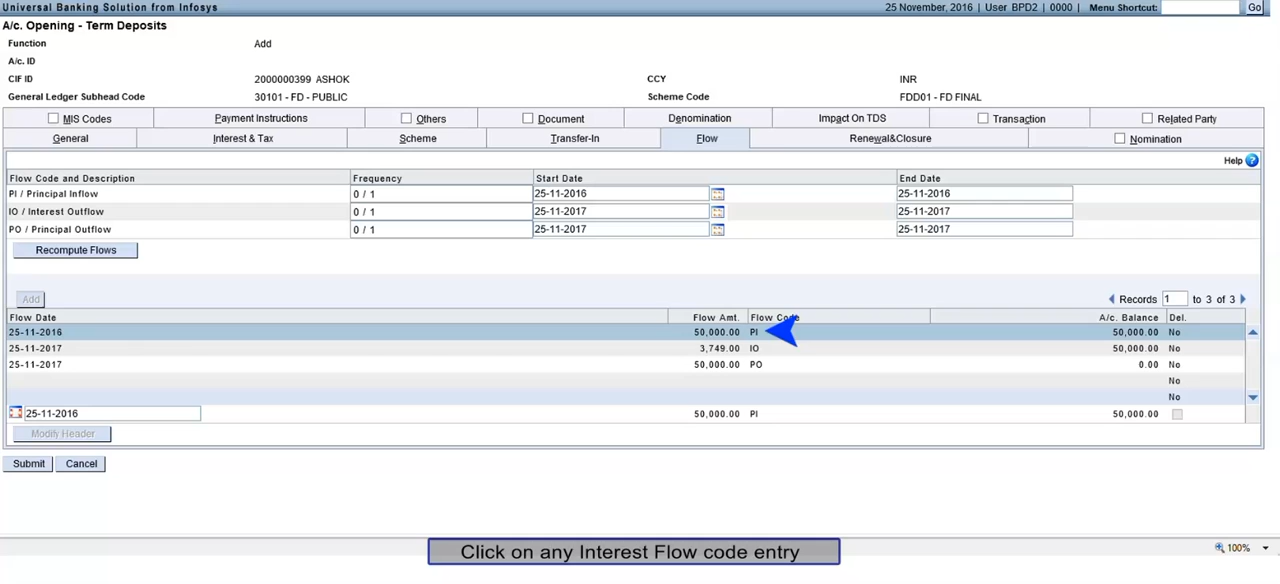 Universal Banking Solution from Infosys 25 November, 2016 | User BPD2 | 0000 | Menu Shortcut: Go
A/c. Opening - Term Deposits
Function Add
A/c. ID
CIF ID 2000000399 ASHOK CCY INR
General Ledger Subhead Code 30101 - FD - PUBLIC Scheme Code FDD01 - FD FINAL
MIS Codes Payment Instructions Others Document Denomination Impact On TDS Transaction Related Party
General Interest & Tax Scheme Transfer-In Flow Renewal&Closure Nomination
Help ?
Flow Code and Description Frequency Start Date End Date
PI / Principal Inflow 0 / 1 25-11-2016 25-11-2016
IO / Interest Outflow 0 / 1 25-11-2017 25-11-2017
PO / Principal Outflow 0 / 1 25-11-2017 25-11-2017
Recompute Flows
Add Records 1 to 3 of 3
Flow Date Flow Amt. Flow Code A/c. Balance Del.
25-11-2016 50,000.00 PI 50,000.00 No
25-11-2017 3,749.00 IO 50,000.00 No
25-11-2017 50,000.00 PO 0.00 No
No
No
25-11-2016 50,000.00 PI 50,000.00
Modify Header
Submit Cancel
Click on any Interest Flow code entry
100%